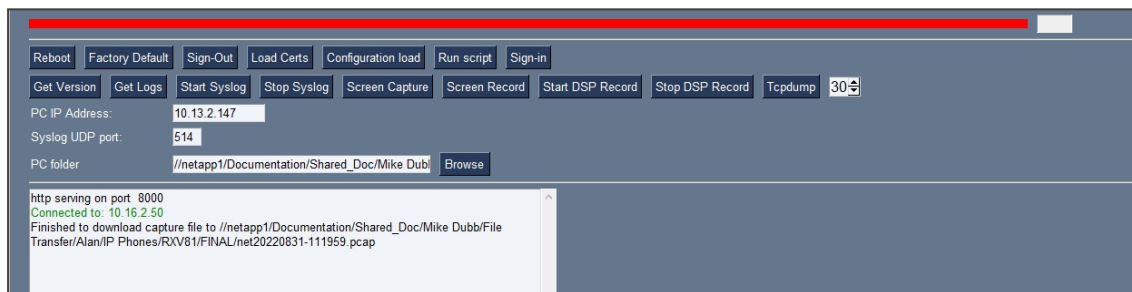 Reboot Factory Default Sign-Out Load Certs Configuration load Run script Sign-in
Get Version Get Logs Start Syslog Stop Syslog Screen Capture Screen Record Start DSP Record Stop DSP Record Tcpdump 30
PC IP Address: 10.13.2.147
Syslog UDP port: 514
PC folder //netapp1/Documentation/Shared_Doc/Mike Dubl Browse
http serving on port 8000
Connected to: 10.16.2.50
Finished to download capture file to //netapp1/Documentation/Shared_Doc/Mike Dubb/File
Transfer/Alan/IP Phones/RXV81/FINAL/net20220831-111959.pcap